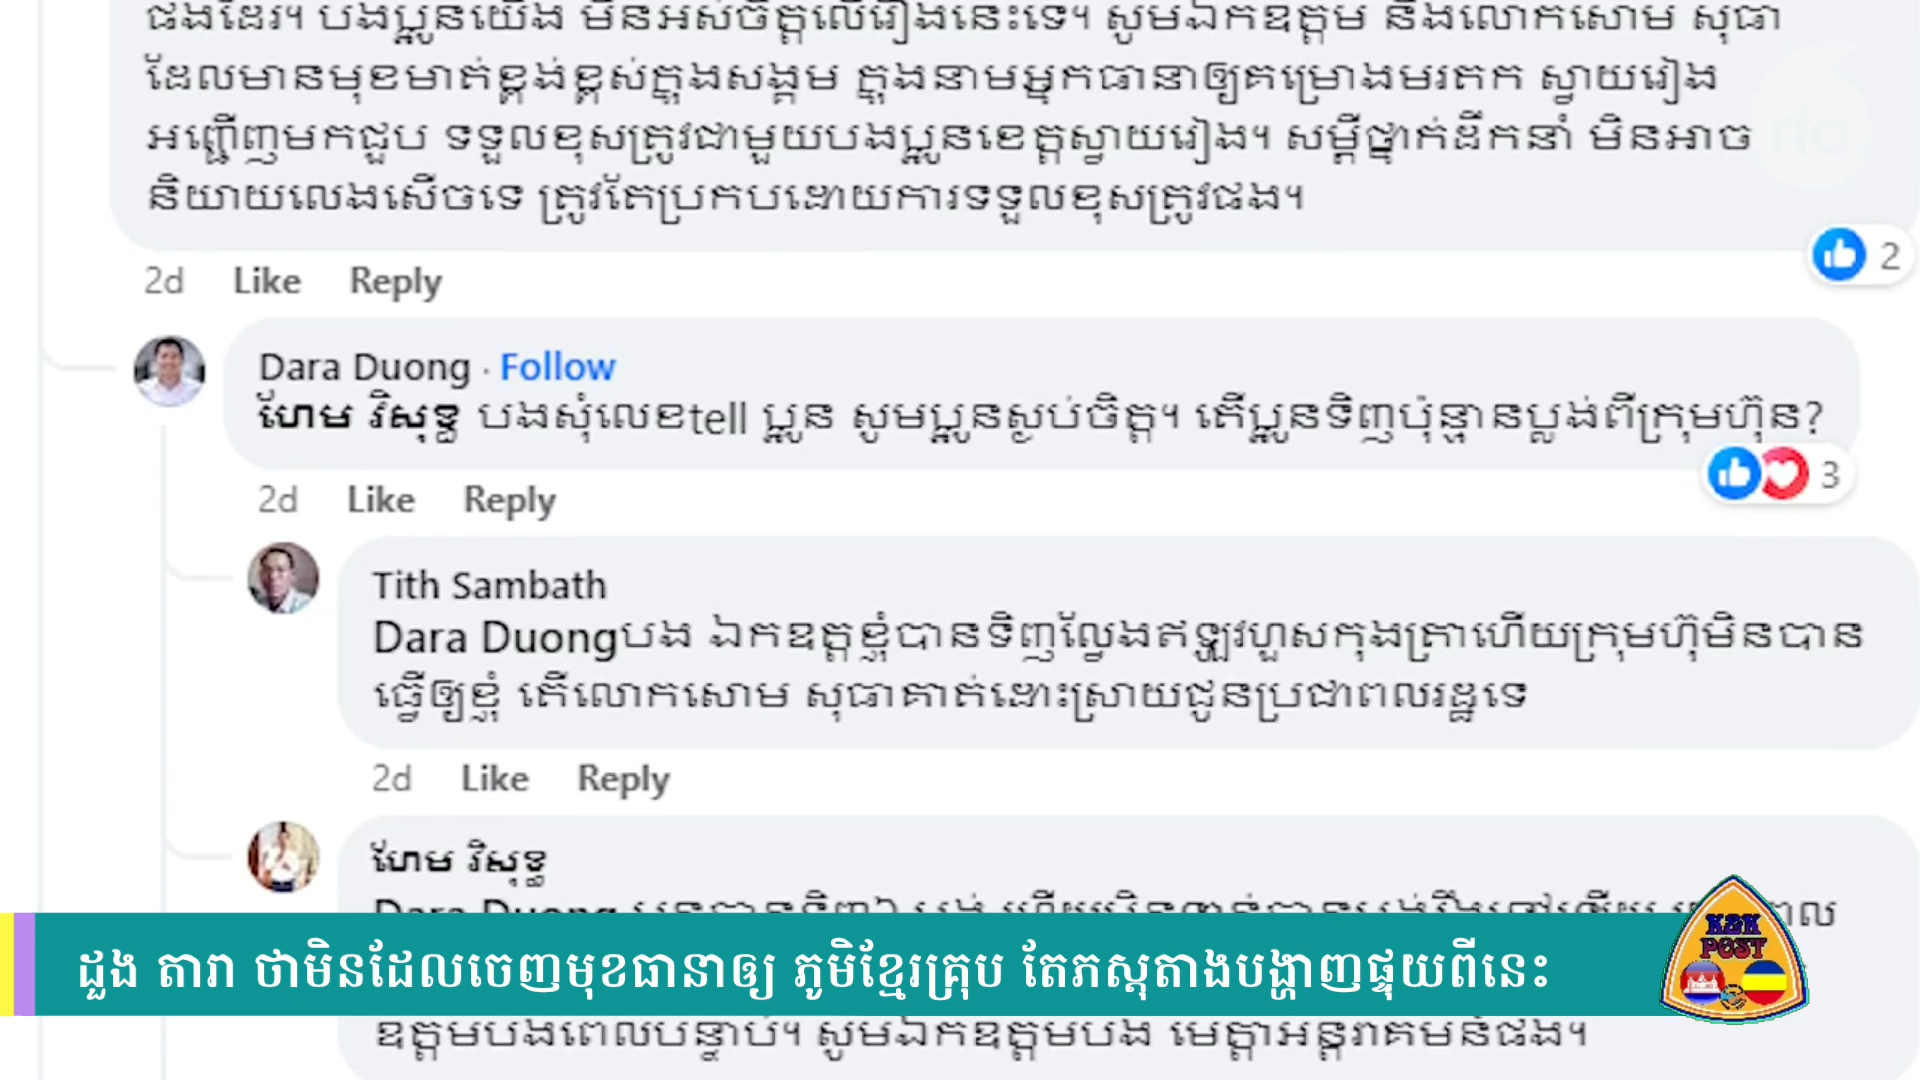 ផងដែរ។ បងប្អូនយើង មិនអស់ចិត្តលើរឿងនេះទេ។ សូមឯកឧត្តម និងលោកសោម សុធា
ដែលមានមុខមាត់ខ្ពង់ខ្ពស់ក្នុងសង្គម ក្នុងនាមអ្នកធានាឲ្យគម្រោងមរតក ស្វាយរៀង
អញ្ជើញមកជួប ទទួលខុសត្រូវជាមួយបងប្អូនខេត្តស្វាយរៀង។ សម្ដីថ្នាក់ដឹកនាំ មិនអាច
និយាយលេងសើចទេ ត្រូវតែប្រកបដោយការទទួលខុសត្រូវផង។
2
2d Like Reply
Dara Duong · Follow
ហែម វិសុទ្ធ បងសុំលេខtell ប្អូន សូមប្អូនស្ងប់ចិត្ត។ តើប្អូនទិញប៉ុន្មានប្លង់ពីក្រុមហ៊ុន?
3
2d Like Reply
Tith Sambath
Dara Duongបង ឯកឧត្តខ្ញុំបានទិញល្វែងឥឡូវហួសកុងត្រាហើយក្រុមហ៊ុមិនបាន
ធ្វើឲ្យខ្ញុំ តើលោកសោម សុធាគាត់ដោះស្រាយជូនប្រជាពលរដ្ឋទេ
2d Like Reply
ហែម វិសុទ្ធ
Dara Duong
ដួង តារា ថាមិនដែលចេញមុខធានាឲ្យ ភូមិខ្មែរគ្រុប តែភស្តុតាងបង្ហាញផ្ទុយពីនេះ
K&K
POST
ឧត្តមបងពេលបន្ទាប់។ សូមឯកឧត្តមបង មេត្តាអន្តរាគមន៍ផង។